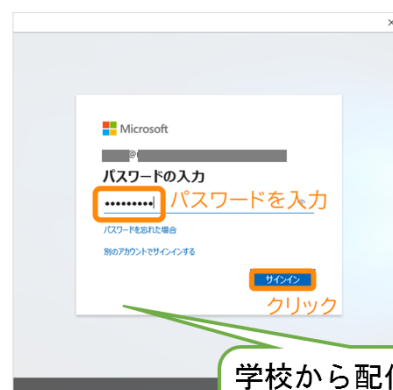 ×
Microsoft
@
パスワードの入力
•••••••••
パスワードを入力
パスワードを忘れた場合
別のアカウントでサインインする
サインイン
クリック
学校から配